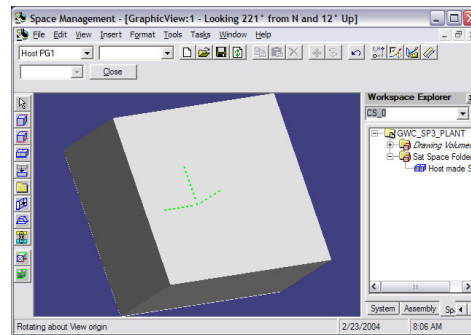 Space Management - [GraphicView:1 - Looking 221° from N and 12° Up]
File Edit View Insert Format Tools Tasks Window Help
Host PG1
Close
Workspace Explorer
CS_0
GWC_SP3_PLANT
Drawing Volumes
Sat Space Folder
Host made S
System Assembly Sp
Rotating about View origin 2/23/2004 8:06 AM